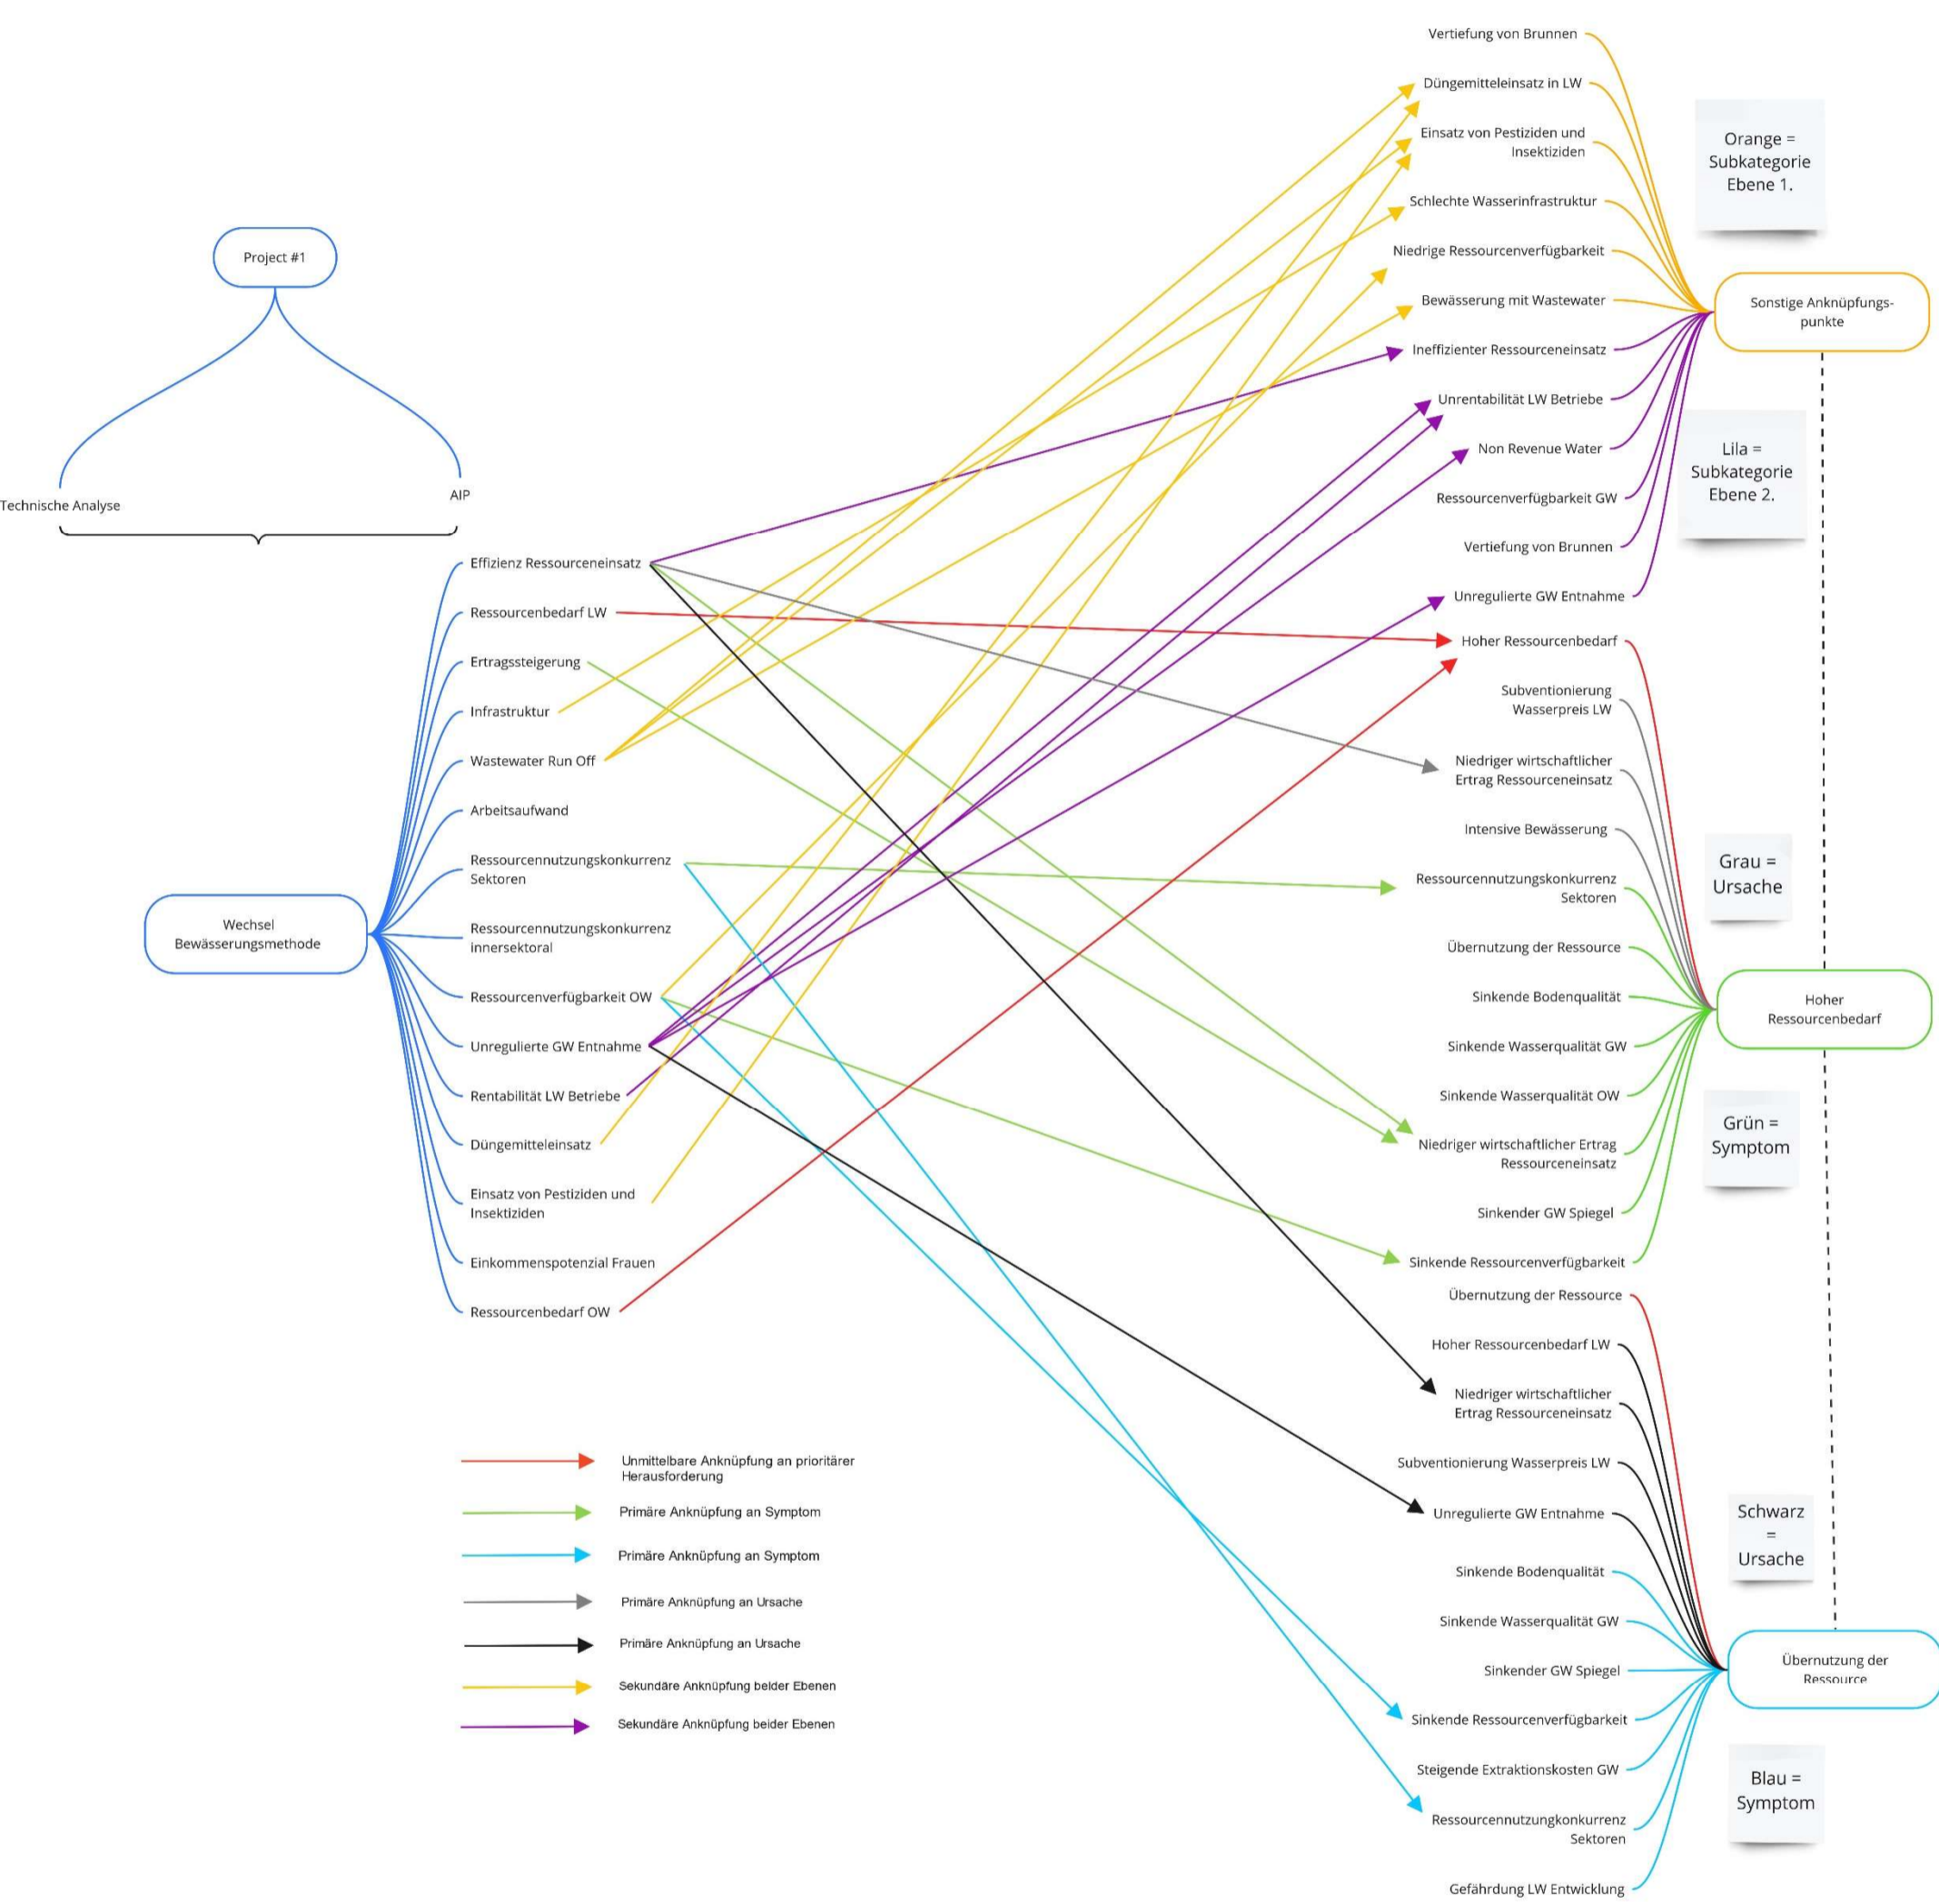 Project #1
Technische Analyse
AIP
Wechsel
Bewässerungsmethode
Effizienz Ressourceneinsatz
Ressourcenbedarf LW
Ertragssteigerung
Infrastruktur
Wastewater Run Off
Arbeitsaufwand
Ressourcennutzungskonkurrenz
Sektoren
Ressourcennutzungskonkurrenz
innersektoral
Ressourcenverfügbarkeit OW
Unregulierte GW Entnahme
Rentabilität LW Betriebe
Düngemitteleinsatz
Einsatz von Pestiziden und
Insektiziden
Einkommenspotenzial Frauen
Ressourcenbedarf OW
Unmittelbare Anknüpfung an prioritärer
Herausforderung
Primäre Anknüpfung an Symptom
Primäre Anknüpfung an Symptom
Primäre Anknüpfung an Ursache
Primäre Anknüpfung an Ursache
Sekundäre Anknüpfung beider Ebenen
Sekundäre Anknüpfung beider Ebenen
Vertiefung von Brunnen
Düngemitteleinsatz in LW
Einsatz von Pestiziden und
Insektiziden
Schlechte Wasserinfrastruktur
Niedrige Ressourcenverfügbarkeit
Bewässerung mit Wastewater
Ineffizienter Ressourceneinsatz
Unrentabilität LW Betriebe
Non Revenue Water
Ressourcenverfügbarkeit GW
Vertiefung von Brunnen
Unregulierte GW Entnahme
Hoher Ressourcenbedarf
Subventionierung
Wasserpreis LW
Niedriger wirtschaftlicher
Ertrag Ressourceneinsatz
Intensive Bewässerung
Ressourcennutzungskonkurrenz
Sektoren
Übernutzung der Ressource
Sinkende Bodenqualität
Sinkende Wasserqualität GW
Sinkende Wasserqualität OW
Niedriger wirtschaftlicher Ertrag
Ressourceneinsatz
Sinkender GW Spiegel
Sinkende Ressourcenverfügbarkeit
Übernutzung der Ressource
Hoher Ressourcenbedarf LW
Niedriger wirtschaftlicher
Ertrag Ressourceneinsatz
Subventionierung Wasserpreis LW
Unregulierte GW Entnahme
Sinkende Bodenqualität
Sinkende Wasserqualität GW
Sinkender GW Spiegel
Sinkende Ressourcenverfügbarkeit
Steigende Extraktionskosten GW
Ressourcennutzungkonkurrenz
Sektoren
Gefährdung LW Entwicklung
Orange =
Subkategorie
Ebene 1.
Sonstige Anknüpfungs-
punkte
Lila =
Subkategorie
Ebene 2.
Grau =
Ursache
Hoher
Ressourcenbedarf
Grün =
Symptom
Schwarz
=
Ursache
Übernutzung der
Ressource
Blau =
Symptom